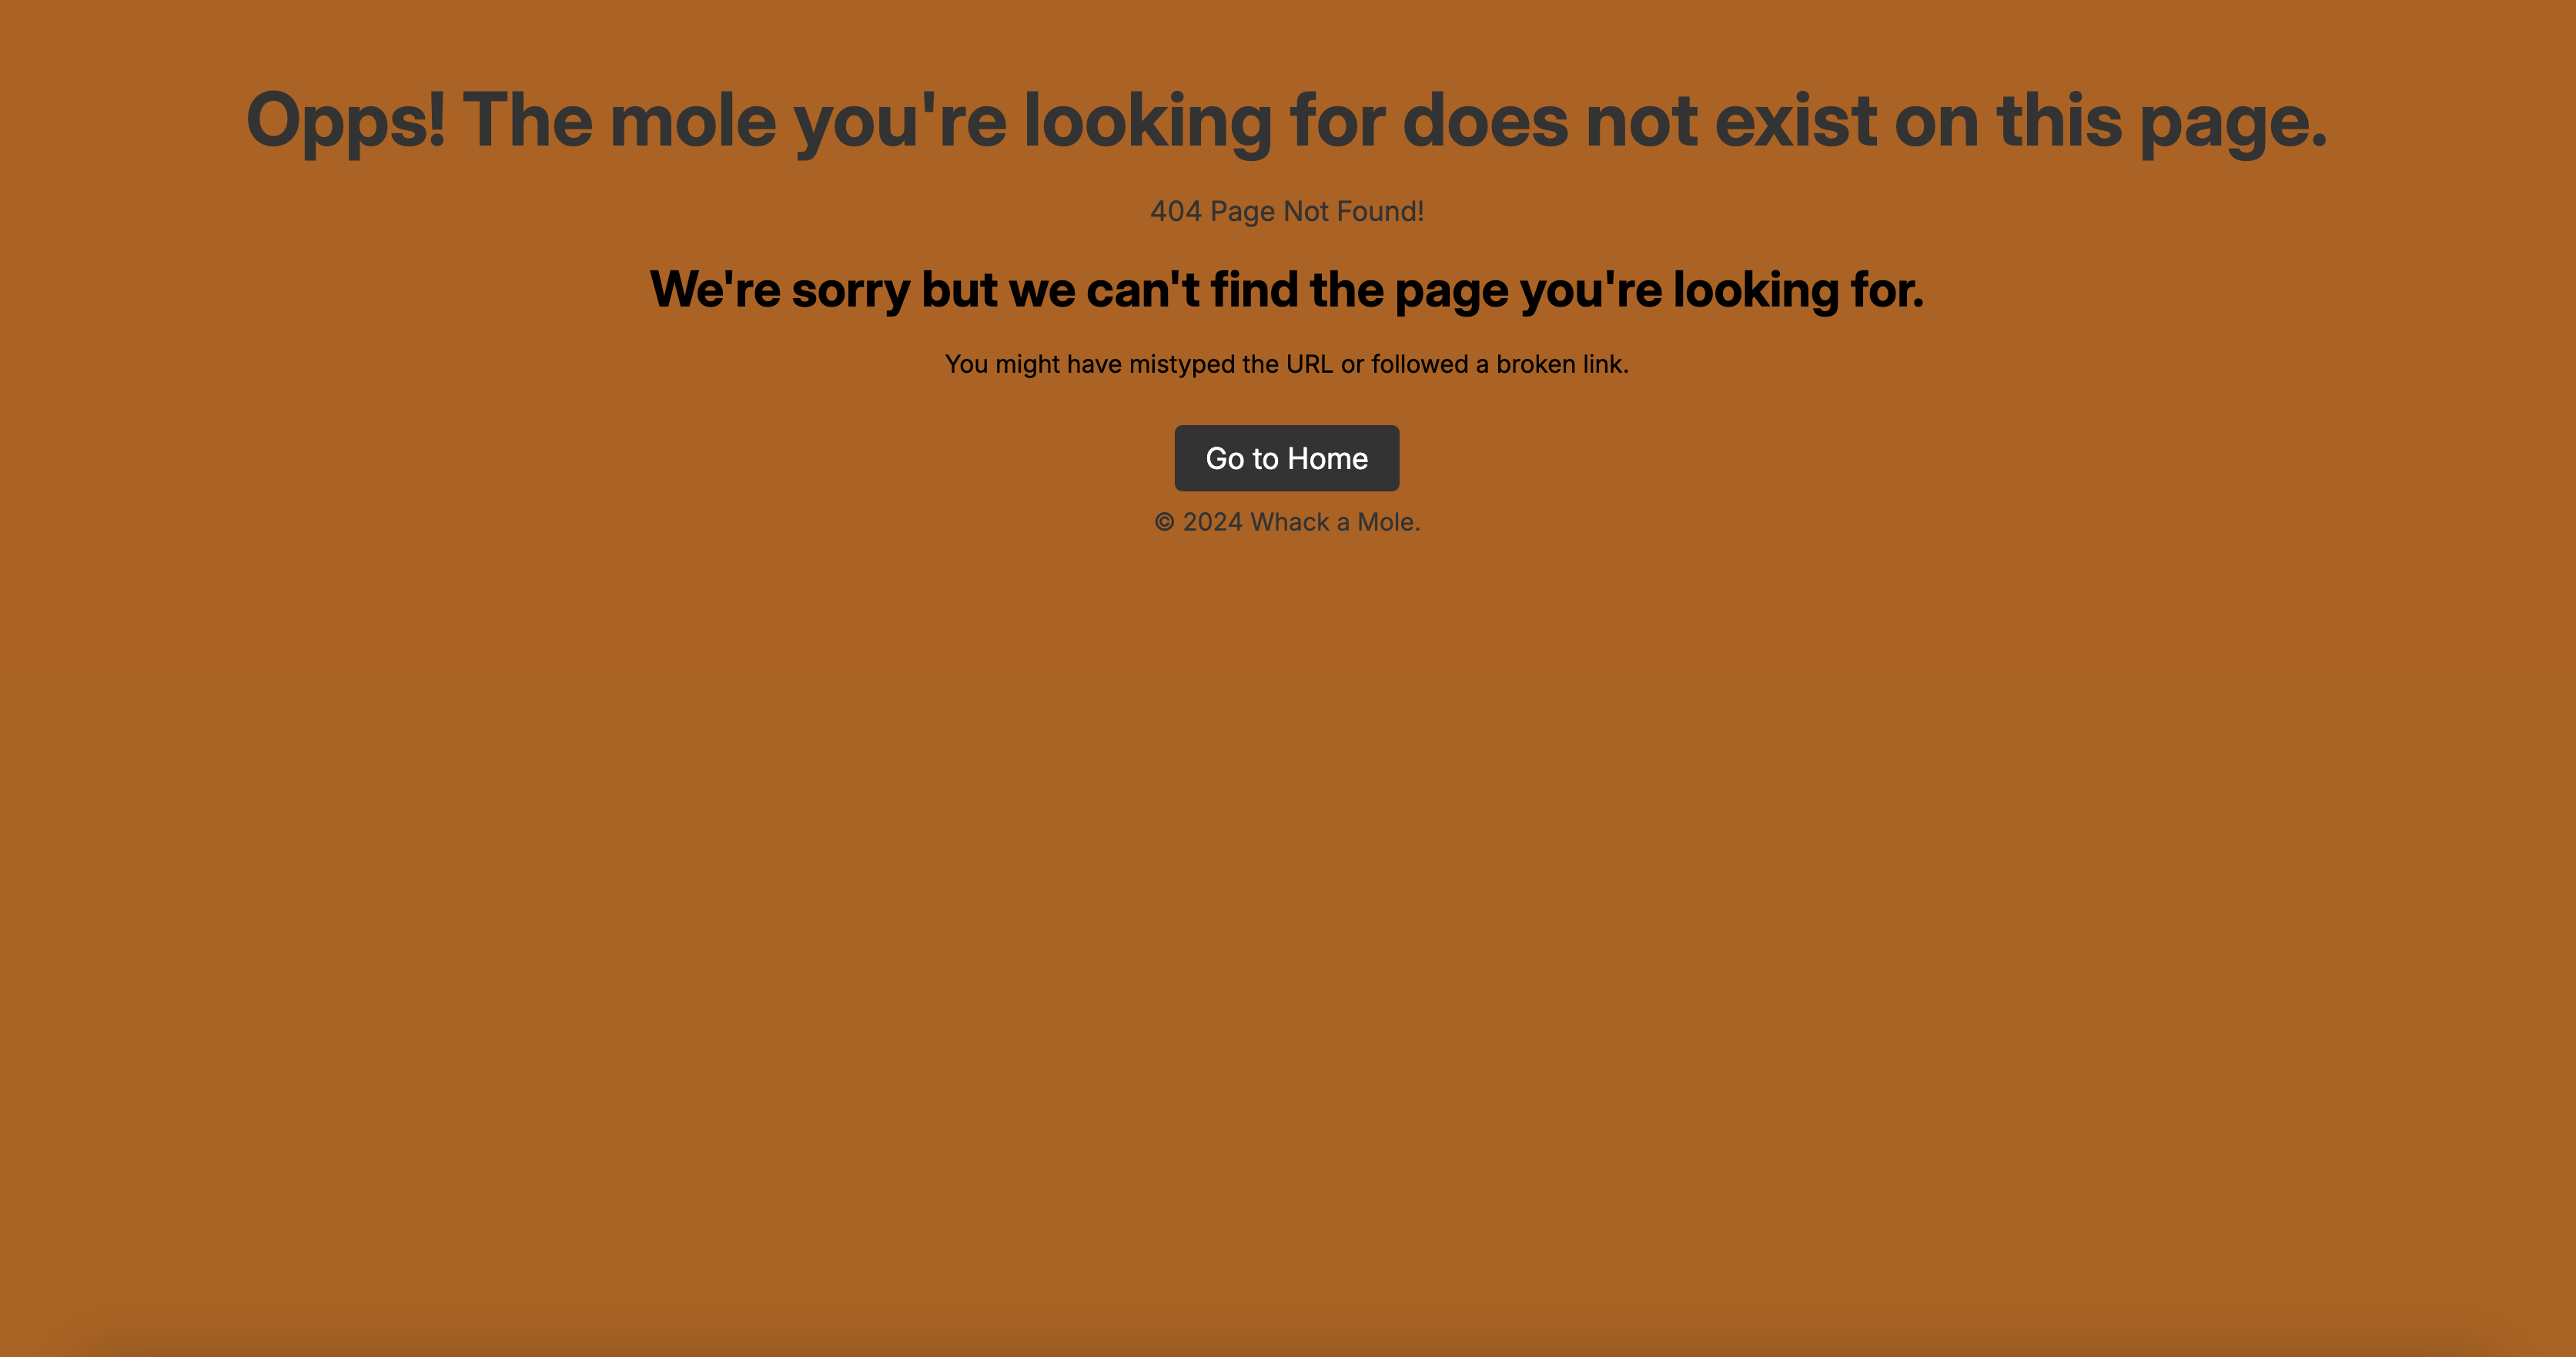 Opps! The mole you're looking for does not exist on this page.
404 Page Not Found!
We're sorry but we can't find the page you're looking for.
You might have mistyped the URL or followed a broken link.
Go to Home
© 2024 Whack a Mole.